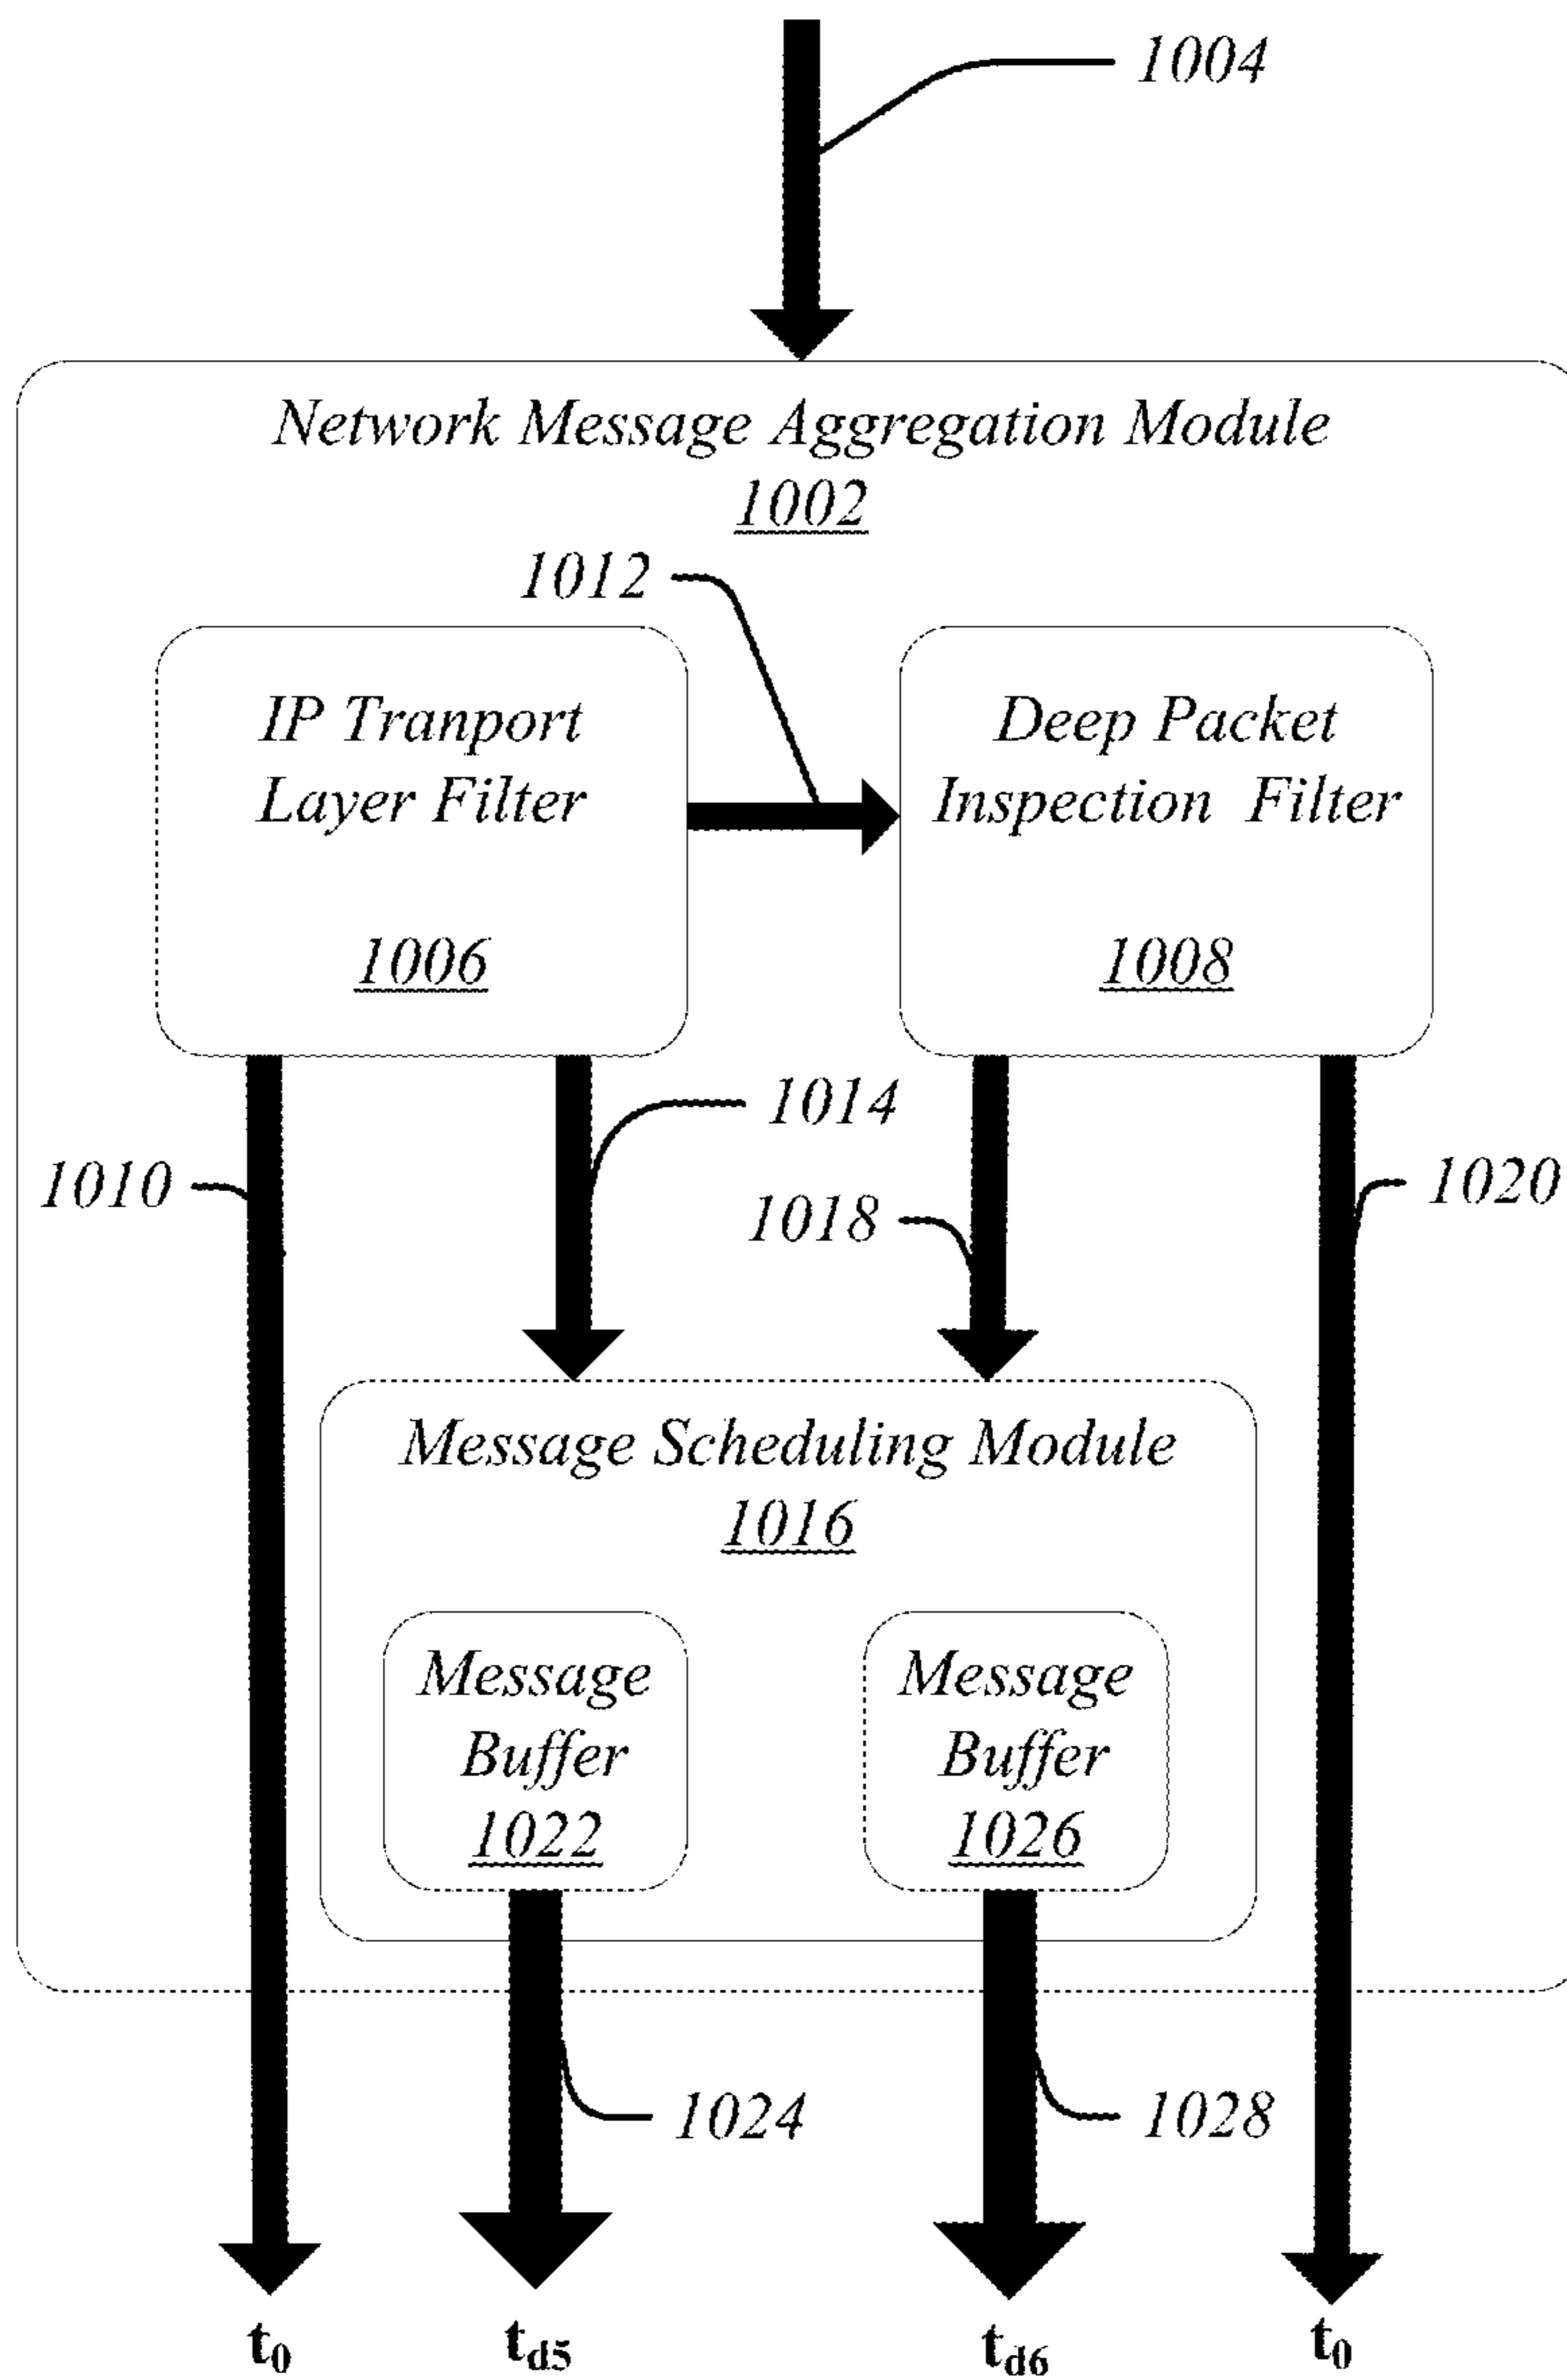 1004
Network Message Aggregation Module
1002
1012
IP Tranport
Layer Filter
1006
Deep Packet
Inspection Filter
1008
1014
1010
1018
1020
Message Scheduling Module
1016
Message
Buffer
1022
Message
Buffer
1026
1024
1028
t0
td5
td6
t0